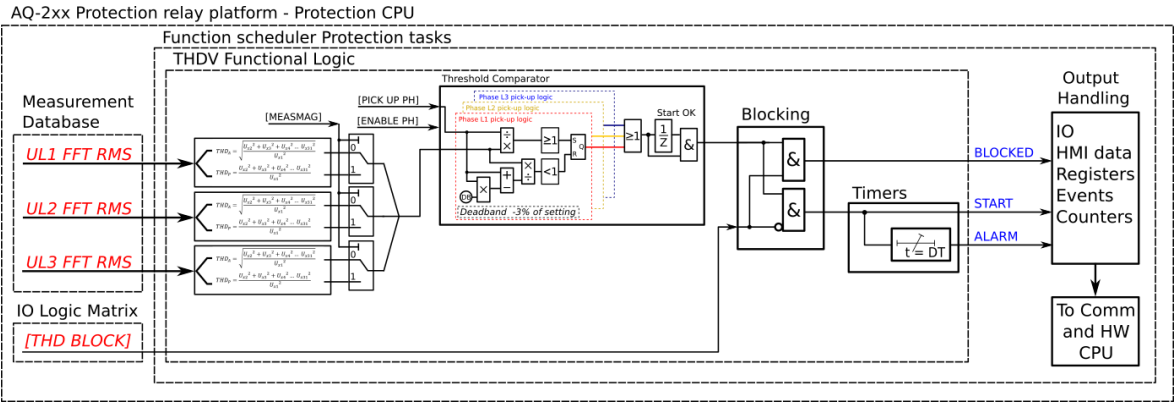 AQ-2xx Protection relay platform - Protection CPU
Function scheduler Protection tasks
THDV Functional Logic
Measurement
Database
UL1 FFT RMS
UL2 FFT RMS
UL3 FFT RMS
IO Logic Matrix
[THD BLOCK]
[MEASMAG]
0
1
0
1
0
1
Threshold Comparator
[PICK UP PH]
[ENABLE PH]
Phase L3 pick-up logic
Phase L2 pick-up logic
Phase L1 pick-up logic
÷
×
≥1
S
Q
R
×
÷
<1
+
−
×
DB
Deadband -3% of setting
≥1
Start OK
1
Z
&
Blocking
&
&
BLOCKED
Timers
START
ALARM
t = DT
Output
Handling
IO
HMI data
Registers
Events
Counters
To Comm
and HW
CPU